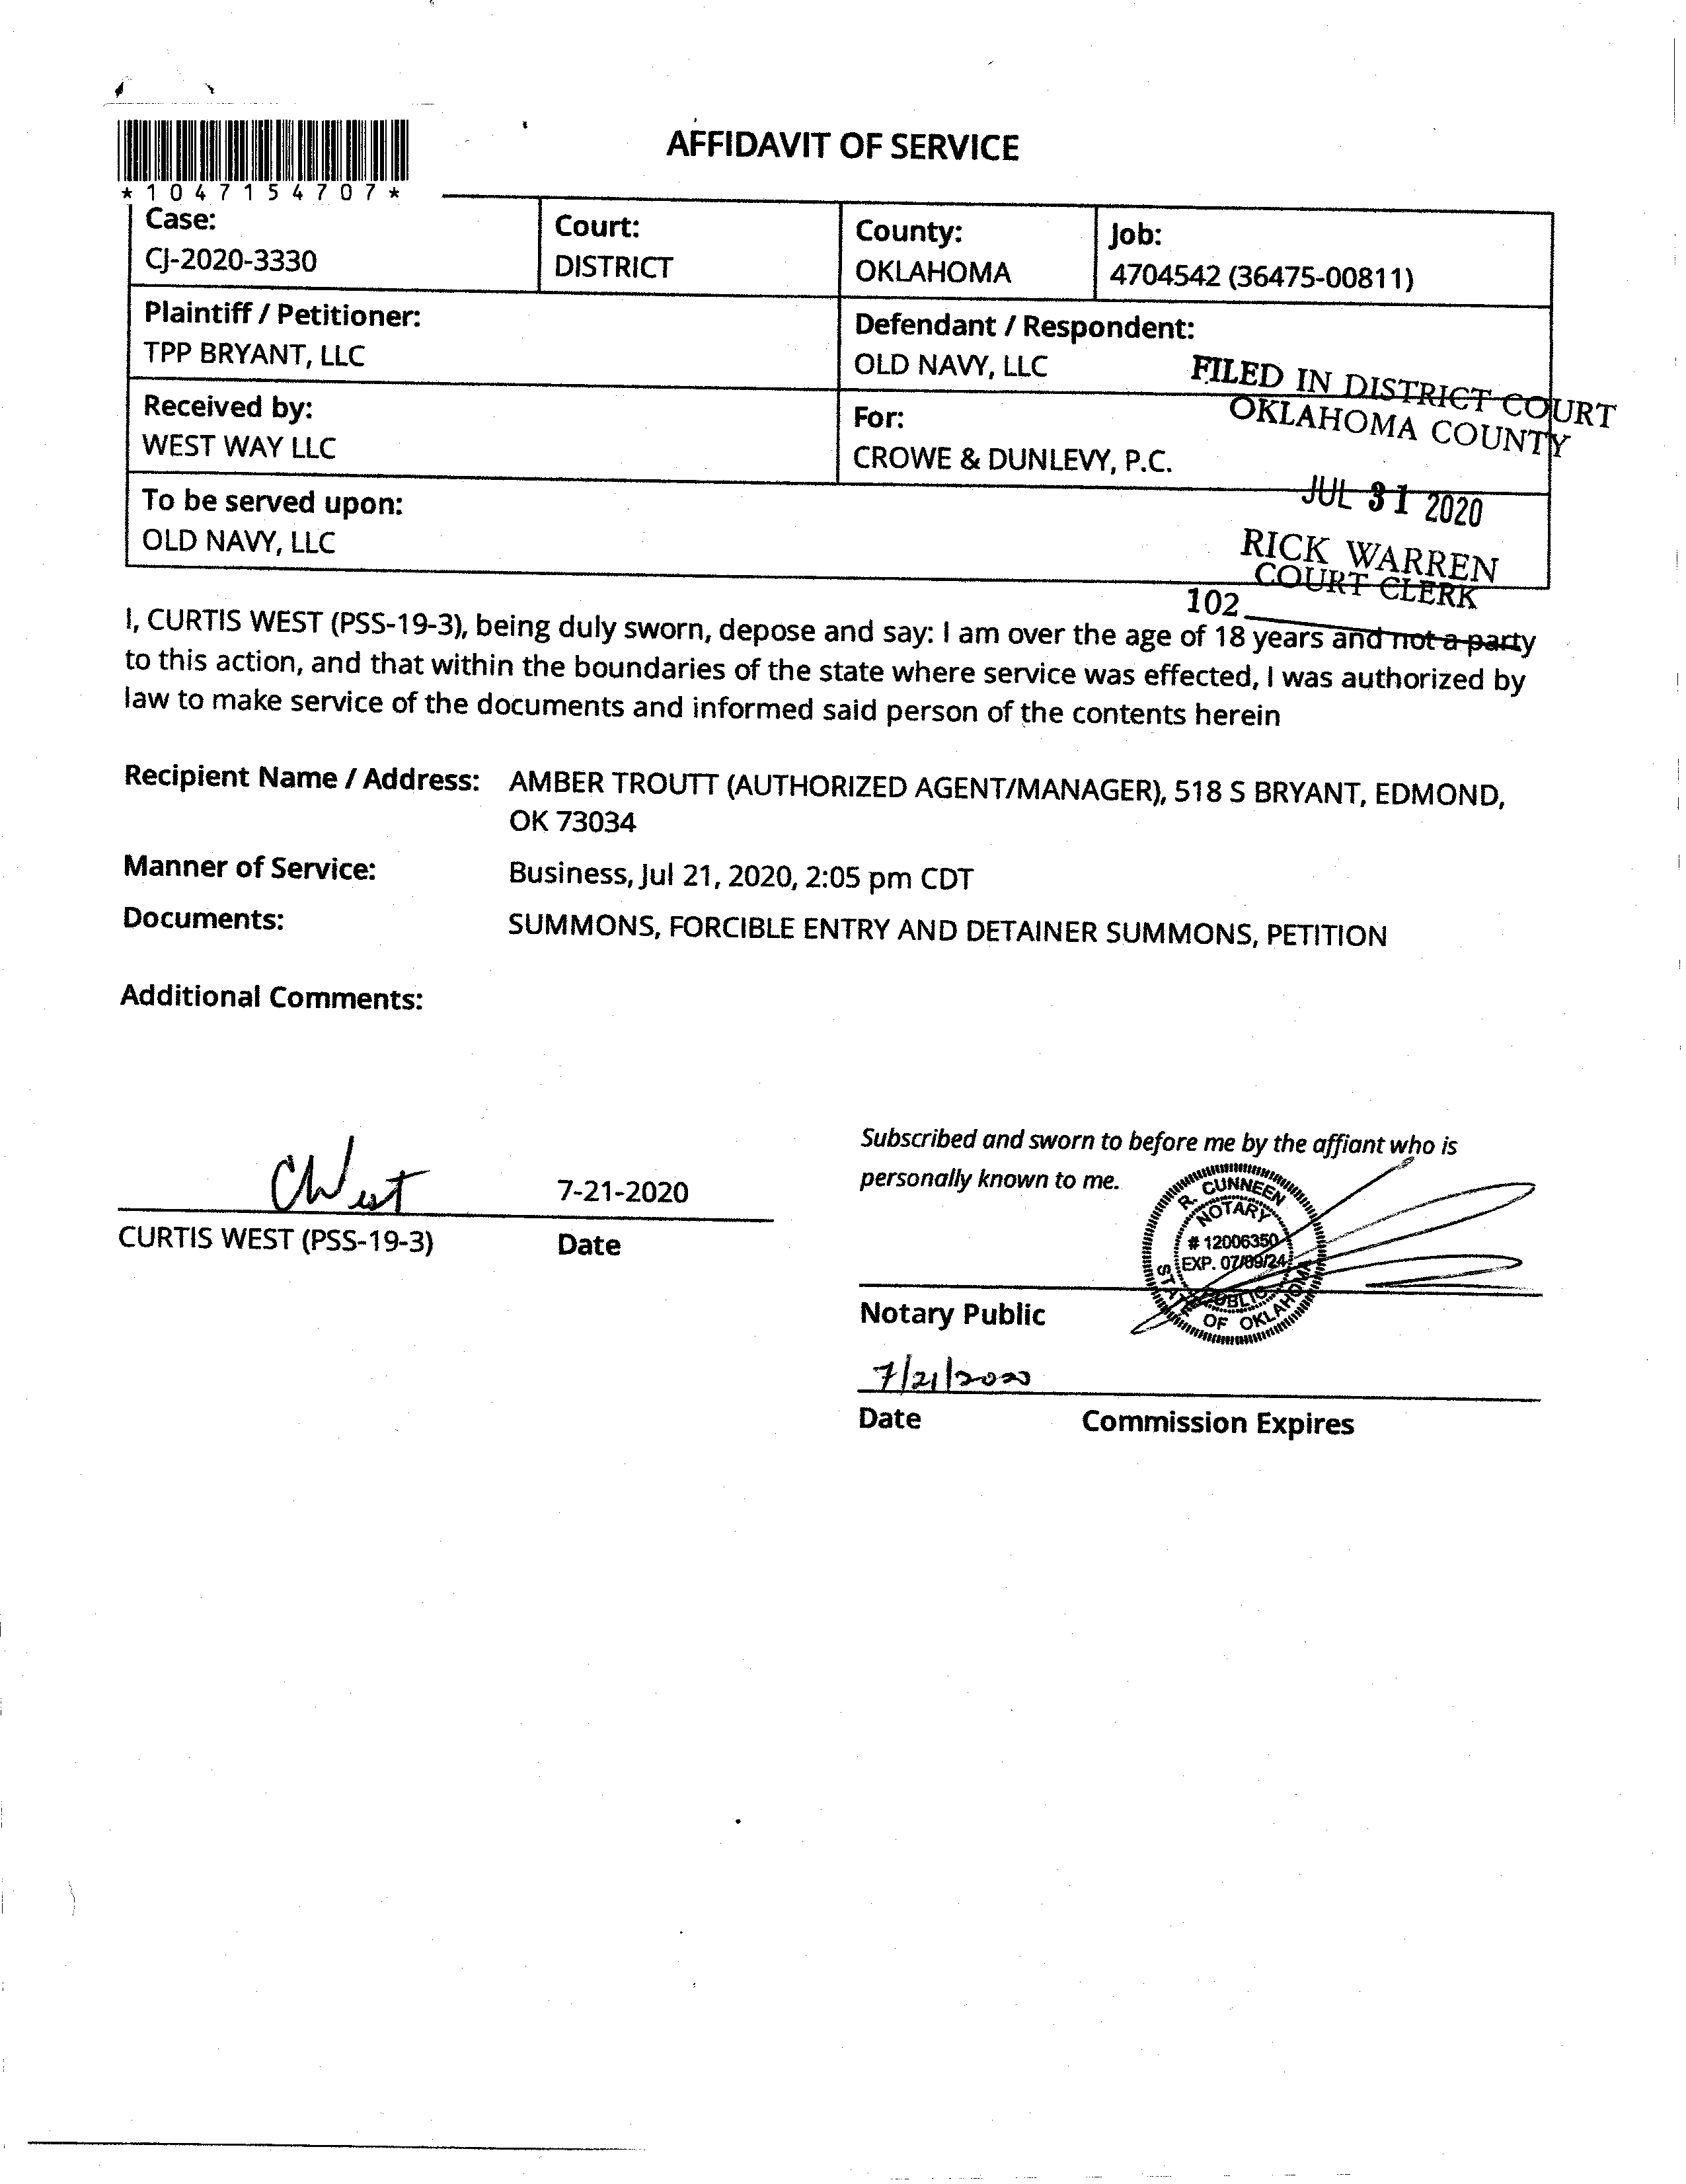 *1047154707*
AFFIDAVIT OF SERVICE
Case:
CJ-2020-3330
Court:
DISTRICT
County:
OKLAHOMA
Job:
4704542 (36475-00811)
Plaintiff / Petitioner:
TPP BRYANT, LLC
Defendant / Respondent:
OLD NAVY, LLC
FILED IN DISTRICT COURT
OKLAHOMA COUNTY
Received by:
WEST WAY LLC
For:
CROWE & DUNLEVY, P.C.
JUL 31 2020
To be served upon:
OLD NAVY, LLC
RICK WARREN
COURT CLERK
102
I, CURTIS WEST (PSS-19-3), being duly sworn, depose and say: I am over the age of 18 years and not a party
to this action, and that within the boundaries of the state where service was effected, I was authorized by
law to make service of the documents and informed said person of the contents herein
Recipient Name / Address: AMBER TROUTT (AUTHORIZED AGENT/MANAGER), 518 S BRYANT, EDMOND,
OK 73034
Manner of Service: Business, Jul 21, 2020, 2:05 pm CDT
Documents: SUMMONS, FORCIBLE ENTRY AND DETAINER SUMMONS, PETITION
Additional Comments:
CWest 7-21-2020
CURTIS WEST (PSS-19-3) Date
Subscribed and sworn to before me by the affiant who is
personally known to me.
R. CUNNEEN
NOTARY
# 12006350
EXP. 07/09/24
PUBLIC
STATE OF OKLAHOMA
Notary Public
7/21/2020
Date Commission Expires